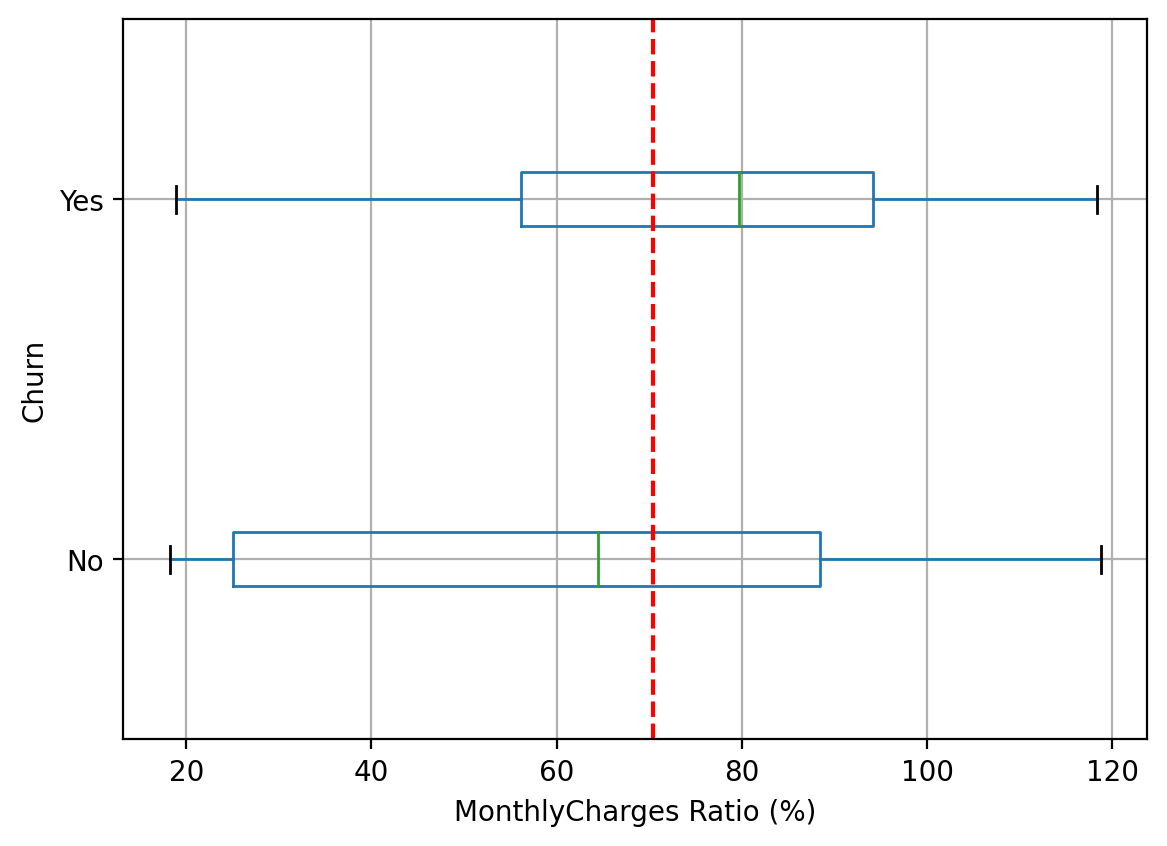 Yes
Churn
No
20 40 60 80 100 120
MonthlyCharges Ratio (%)